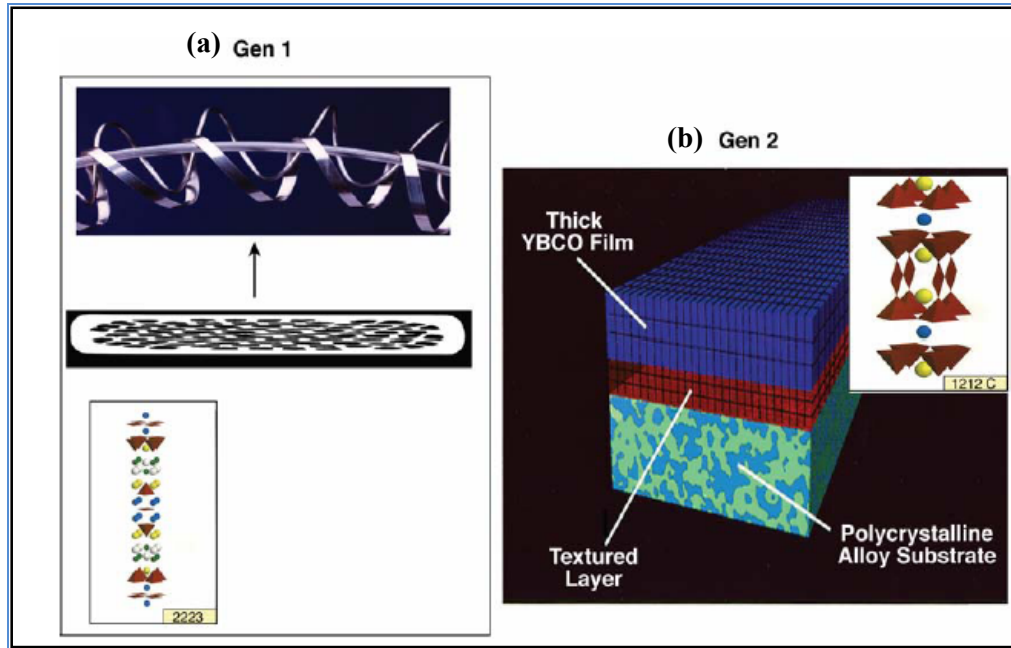 (a) Gen 1
(b) Gen 2
Thick
YBCO Film
1212 C
Textured
Layer
Polycrystalline
Alloy Substrate
2223